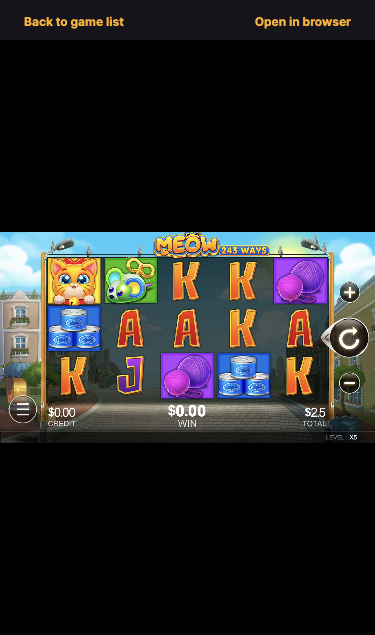 Back to game list
Open in browser
MEOW
243 WAYS
K K
A A K A
K J K
$0.00
CREDIT
$0.00
WIN
$2.5
TOTAL
LEVEL: X5